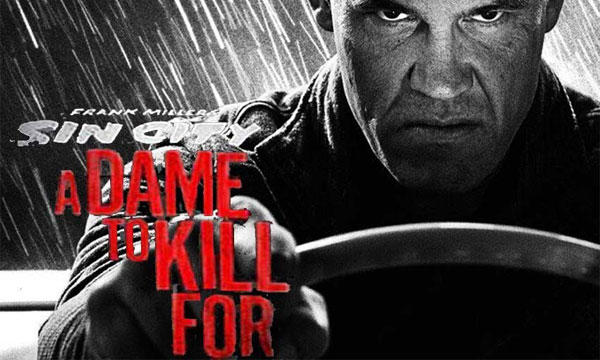 FRANK MILLER'S
SIN CITY
A DAME
TO
KILL
FOR